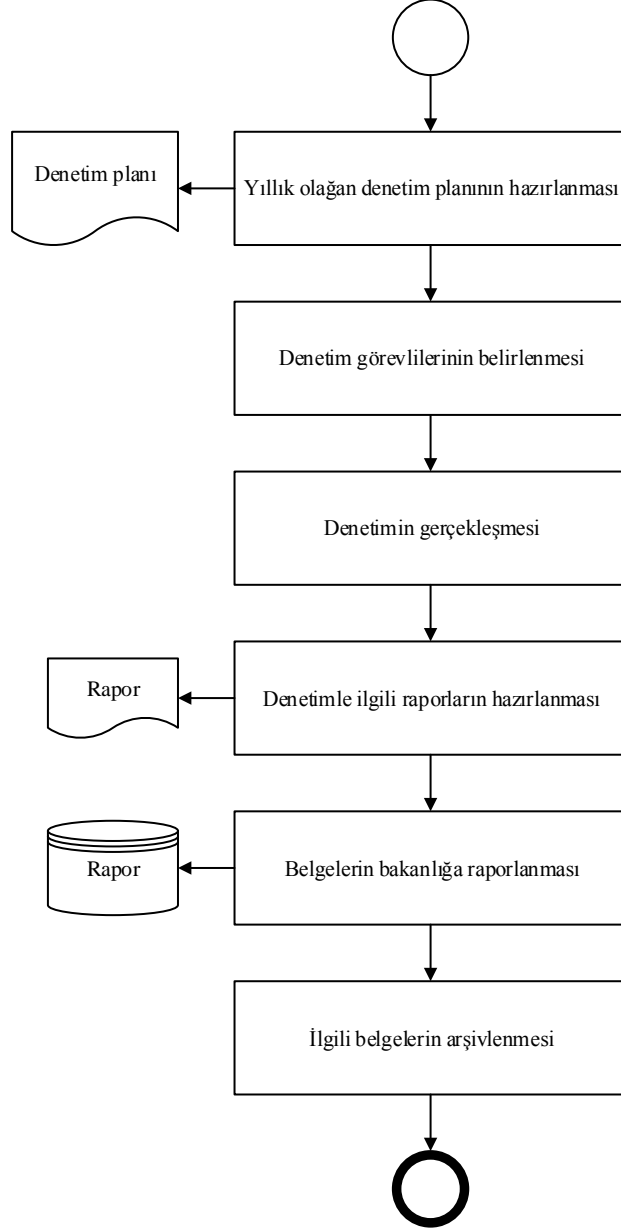 Denetim planı
Yıllık olağan denetim planının hazırlanması
Denetim görevlilerinin belirlenmesi
Denetimin gerçekleşmesi
Rapor
Denetimle ilgili raporların hazırlanması
Rapor
Belgelerin bakanlığa raporlanması
İlgili belgelerin arşivlenmesi